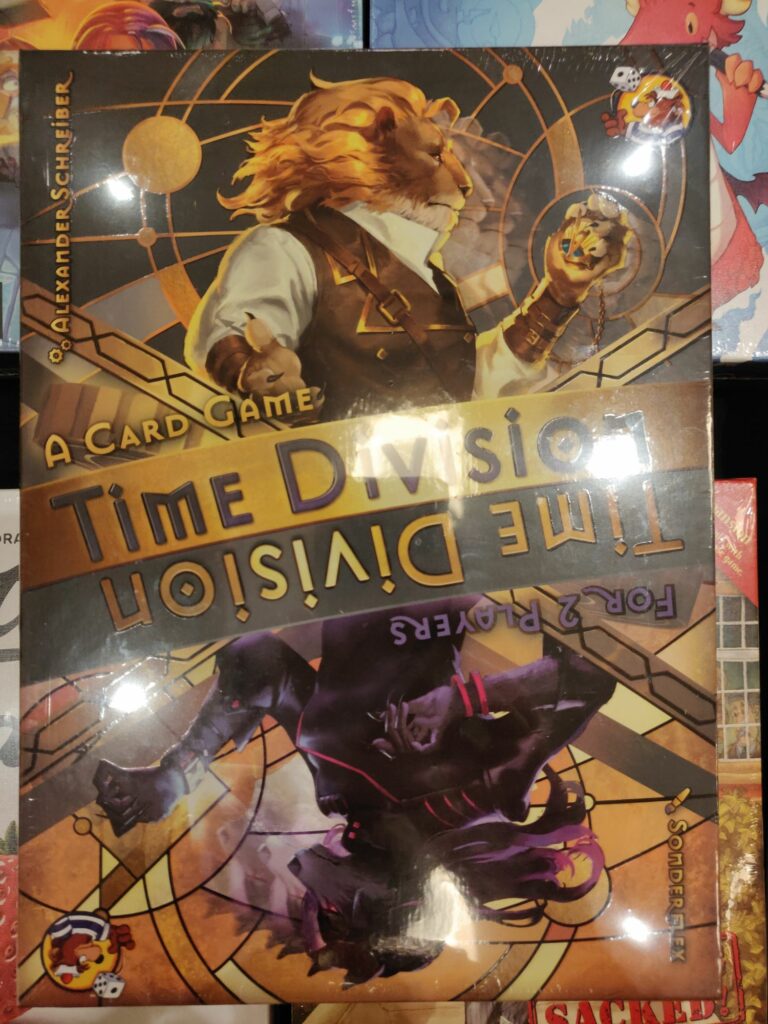 Alexander Schreiber
A Card Game
Time Division
Time Division
For 2 Players
Sonderflex
SACKED!